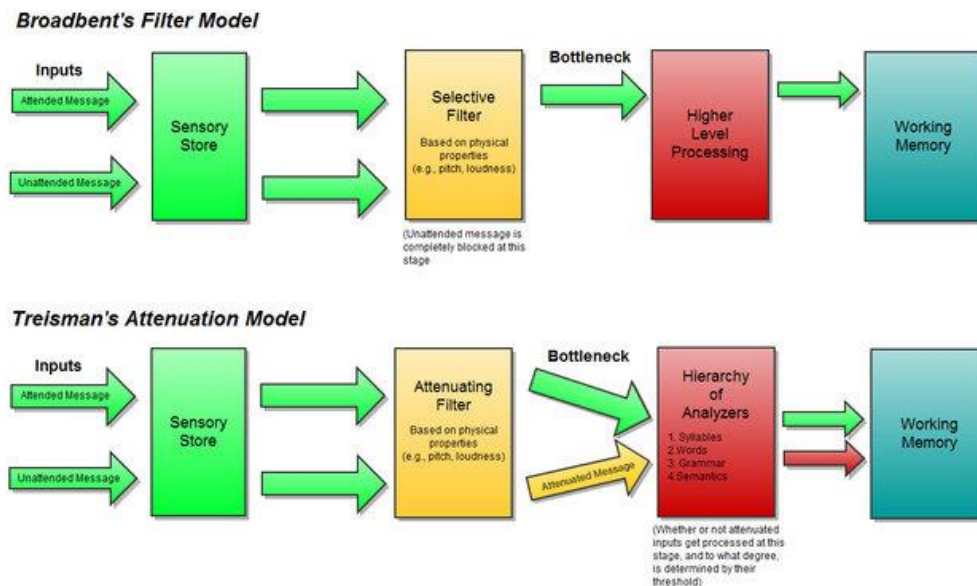 Broadbent's Filter Model
Inputs
Bottleneck
Attended Message
Unattended Message
Sensory
Store
Selective
Filter
Based on physical
properties
(e.g., pitch, loudness)
(Unattended message is
completely blocked at this
stage
Higher
Level
Processing
Working
Memory
Treisman's Attenuation Model
Inputs
Bottleneck
Attended Message
Unattended Message
Sensory
Store
Attenuating
Filter
Based on physical
properties
(e.g., pitch, loudness)
Attenuated Message
Hierarchy
of
Analyzers
1. Syllables
2.Words
3. Grammar
4.Semantics
(Whether or not attenuated
inputs get processed at this
stage, and to what degree,
is determined by their
threshold)
Working
Memory